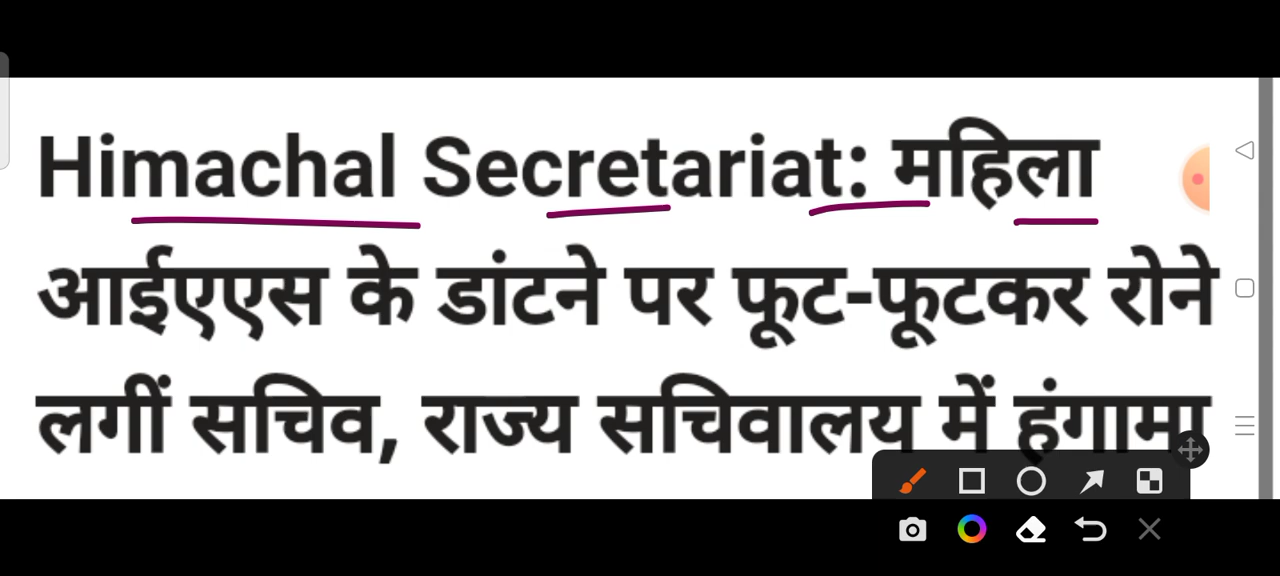 Himachal Secretariat: महिला
आईएएस के डांटने पर फूट-फूटकर रोने
लगीं सचिव, राज्य सचिवालय में हंगामा